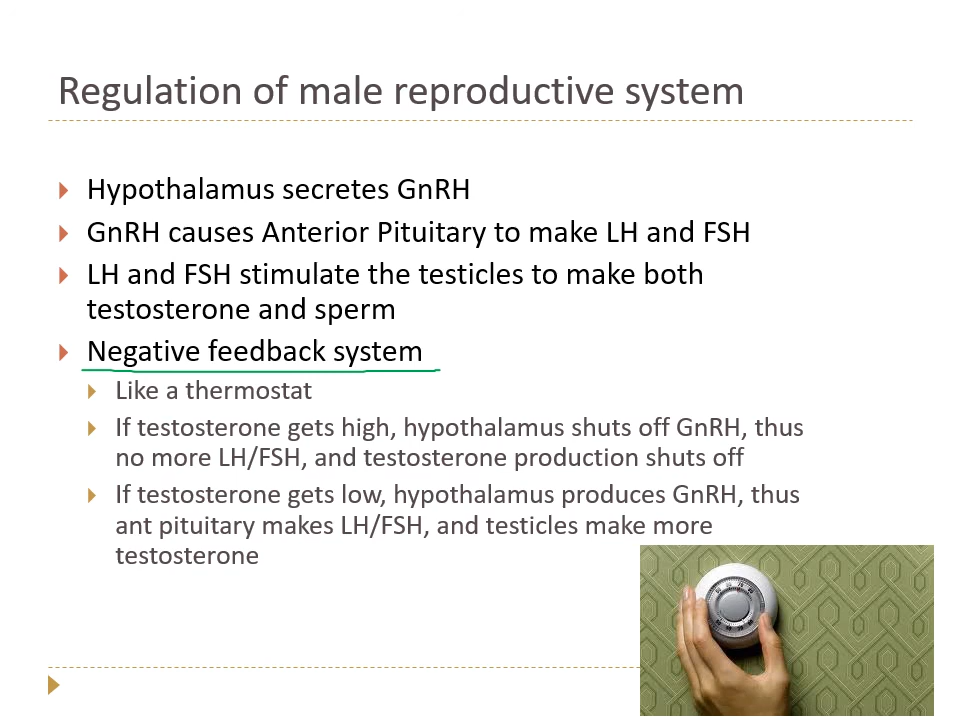 Regulation of male reproductive system
Hypothalamus secretes GnRH
GnRH causes Anterior Pituitary to make LH and FSH
LH and FSH stimulate the testicles to make both
testosterone and sperm
Negative feedback system
Like a thermostat
If testosterone gets high, hypothalamus shuts off GnRH, thus
no more LH/FSH, and testosterone production shuts off
If testosterone gets low, hypothalamus produces GnRH, thus
ant pituitary makes LH/FSH, and testicles make more
testosterone